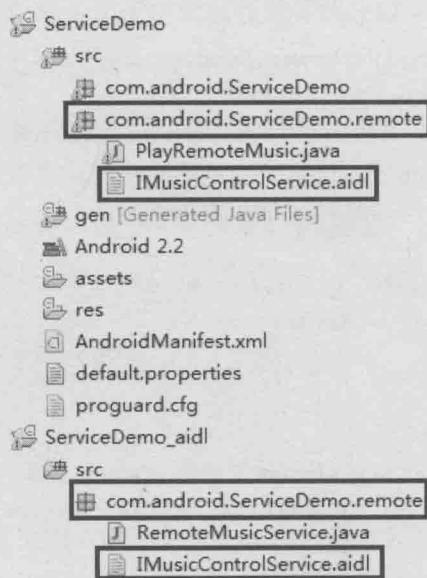 ServiceDemo
src
com.android.ServiceDemo
com.android.ServiceDemo.remote
PlayRemoteMusic.java
IMusicControlService.aidl
gen [Generated Java Files]
Android 2.2
assets
res
AndroidManifest.xml
default.properties
proguard.cfg
ServiceDemo_aidl
src
com.android.ServiceDemo.remote
RemoteMusicService.java
IMusicControlService.aidl